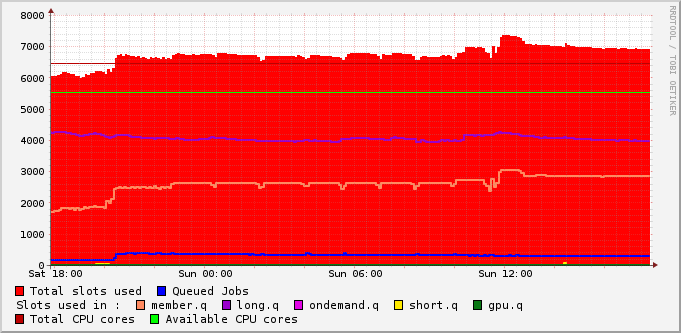 8000
7000
6000
5000
4000
3000
2000
1000
0
Sat 18:00 Sun 00:00 Sun 06:00 Sun 12:00
Total slots used Queued Jobs
Slots used in : member.q long.q ondemand.q short.q gpu.q
Total CPU cores Available CPU cores
RRDTOOL / TOBI OETIKER